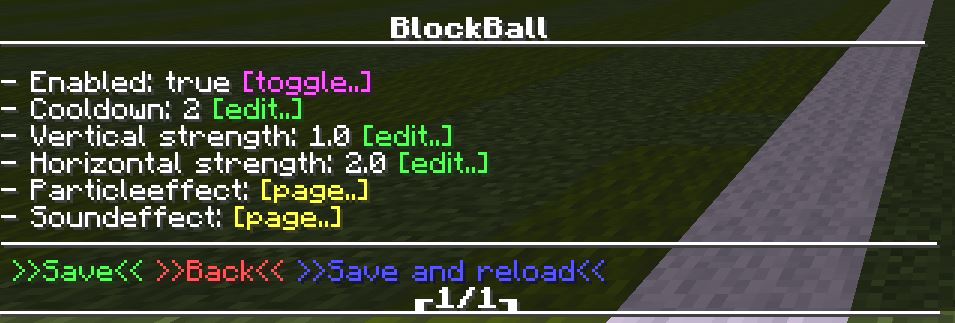 BlockBall
- Enabled: true [toggle..]
- Cooldown: 2 [edit..]
- Vertical strength: 1.0 [edit..]
- Horizontal strength: 2.0 [edit..]
- Particleeffect: [page..]
- Soundeffect: [page..]
>>Save<< >>Back<< >>Save and reload<<
┌1/1┐